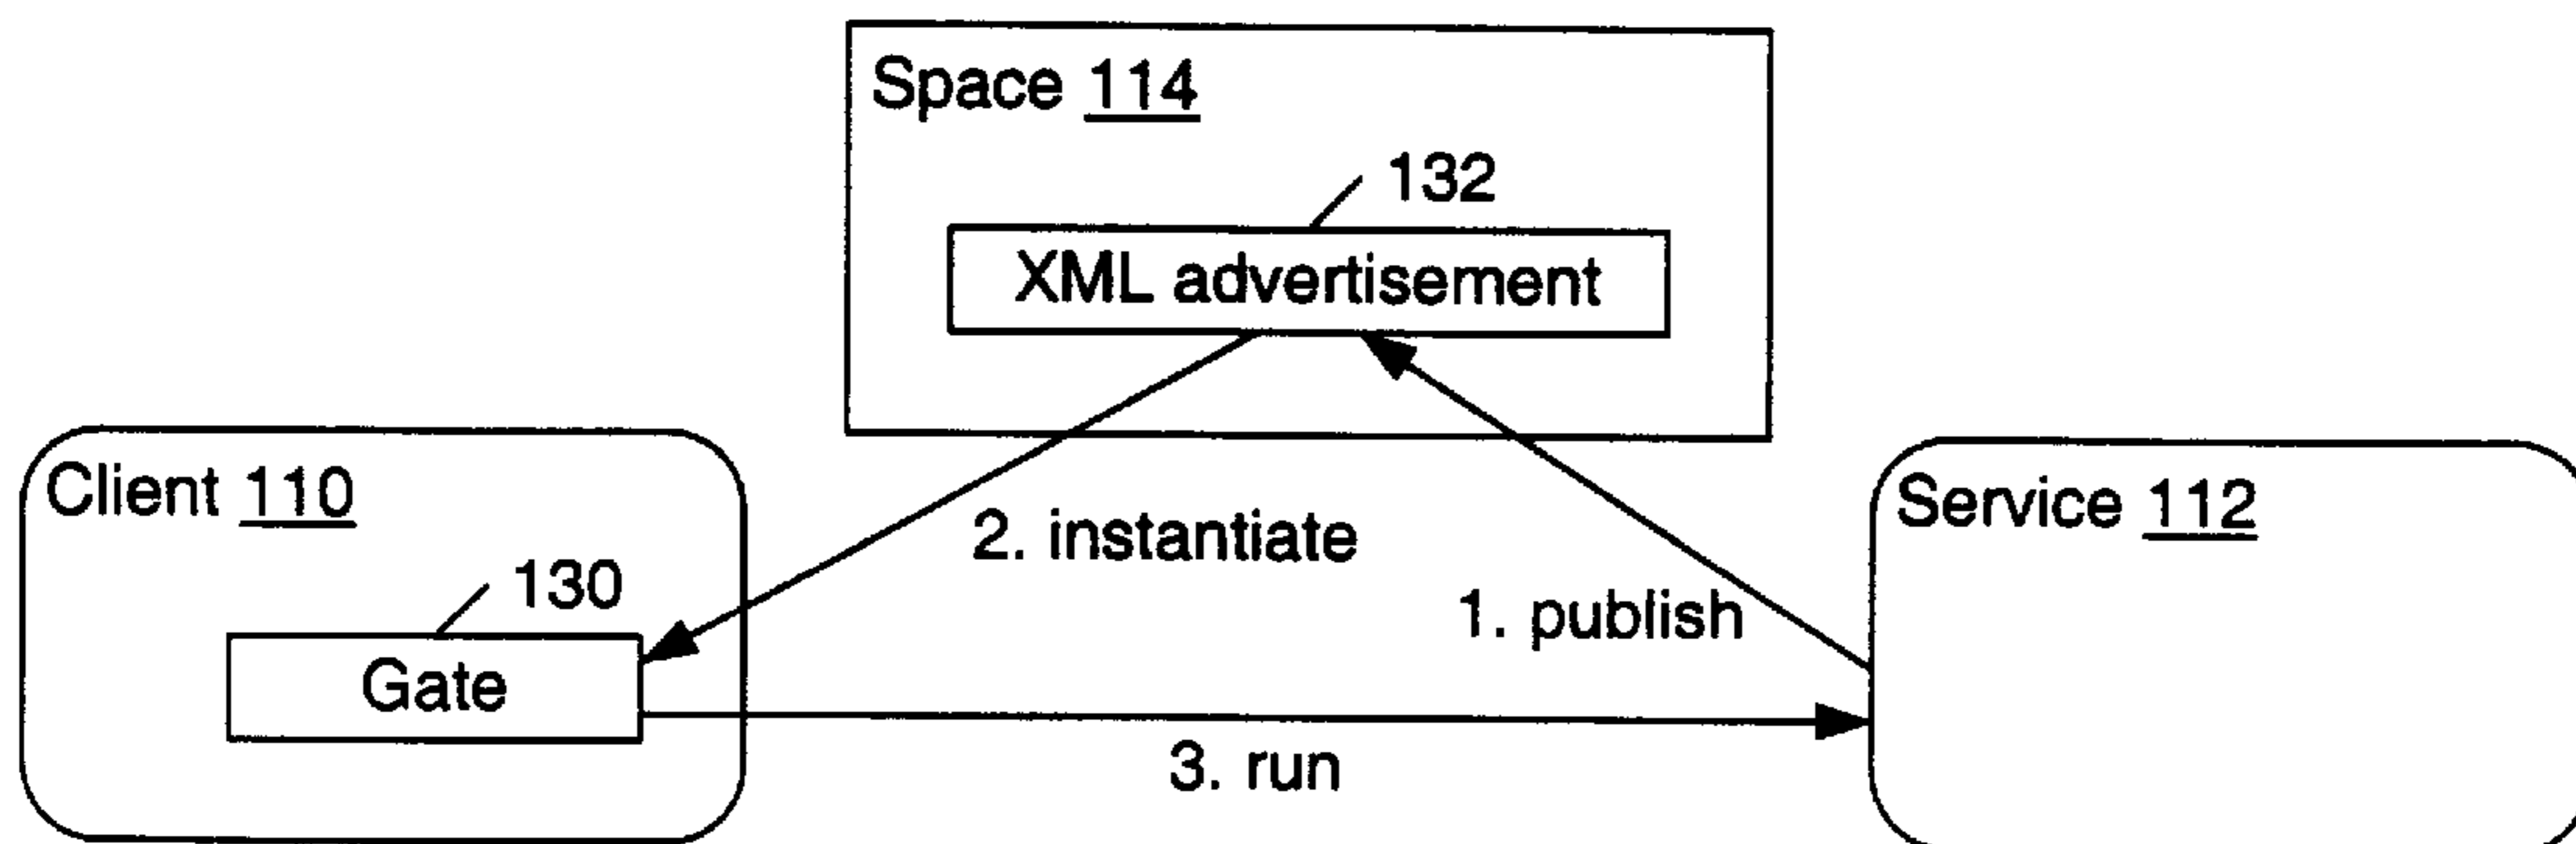 Space 114
132
XML advertisement
Client 110
2. instantiate
Service 112
130
1. publish
Gate
3. run